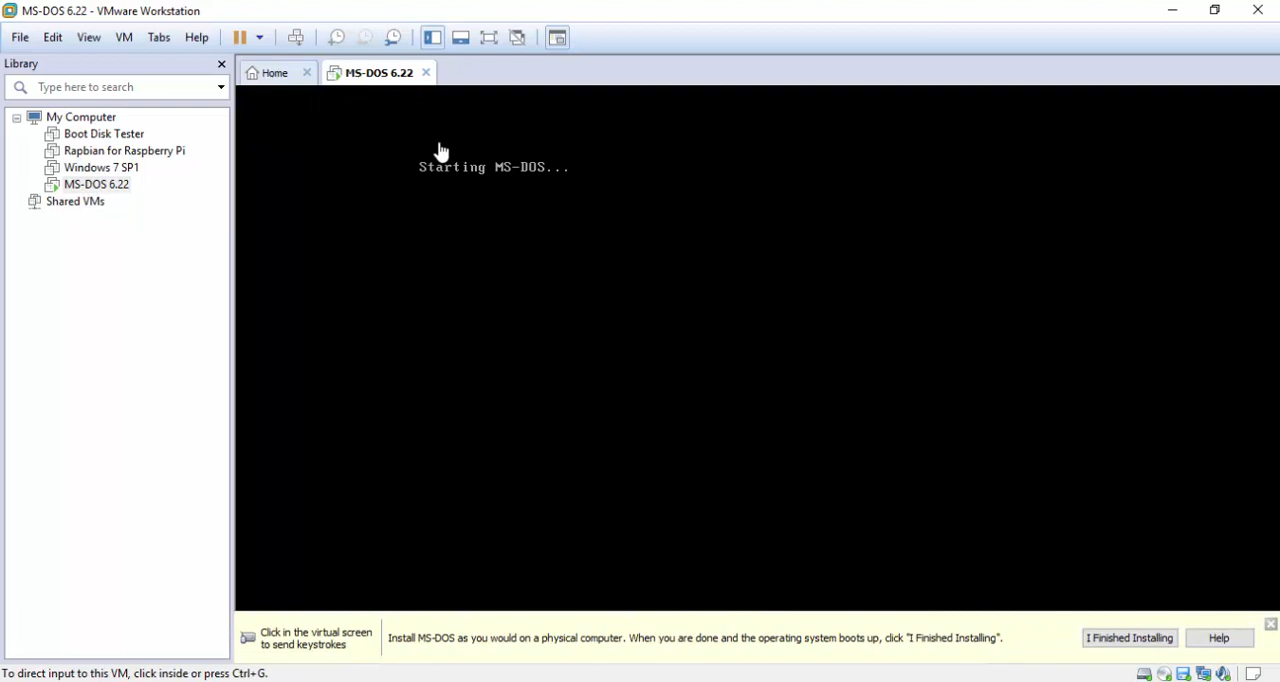 MS-DOS 6.22 - VMware Workstation
File Edit View VM Tabs Help
Library
Type here to search
My Computer
Boot Disk Tester
Rapbian for Raspberry Pi
Windows 7 SP1
MS-DOS 6.22
Shared VMs
Home MS-DOS 6.22
Starting MS-DOS...
Click in the virtual screen
to send keystrokes
Install MS-DOS as you would on a physical computer. When you are done and the operating system boots up, click "I Finished Installing".
I Finished Installing Help
To direct input to this VM, click inside or press Ctrl+G.